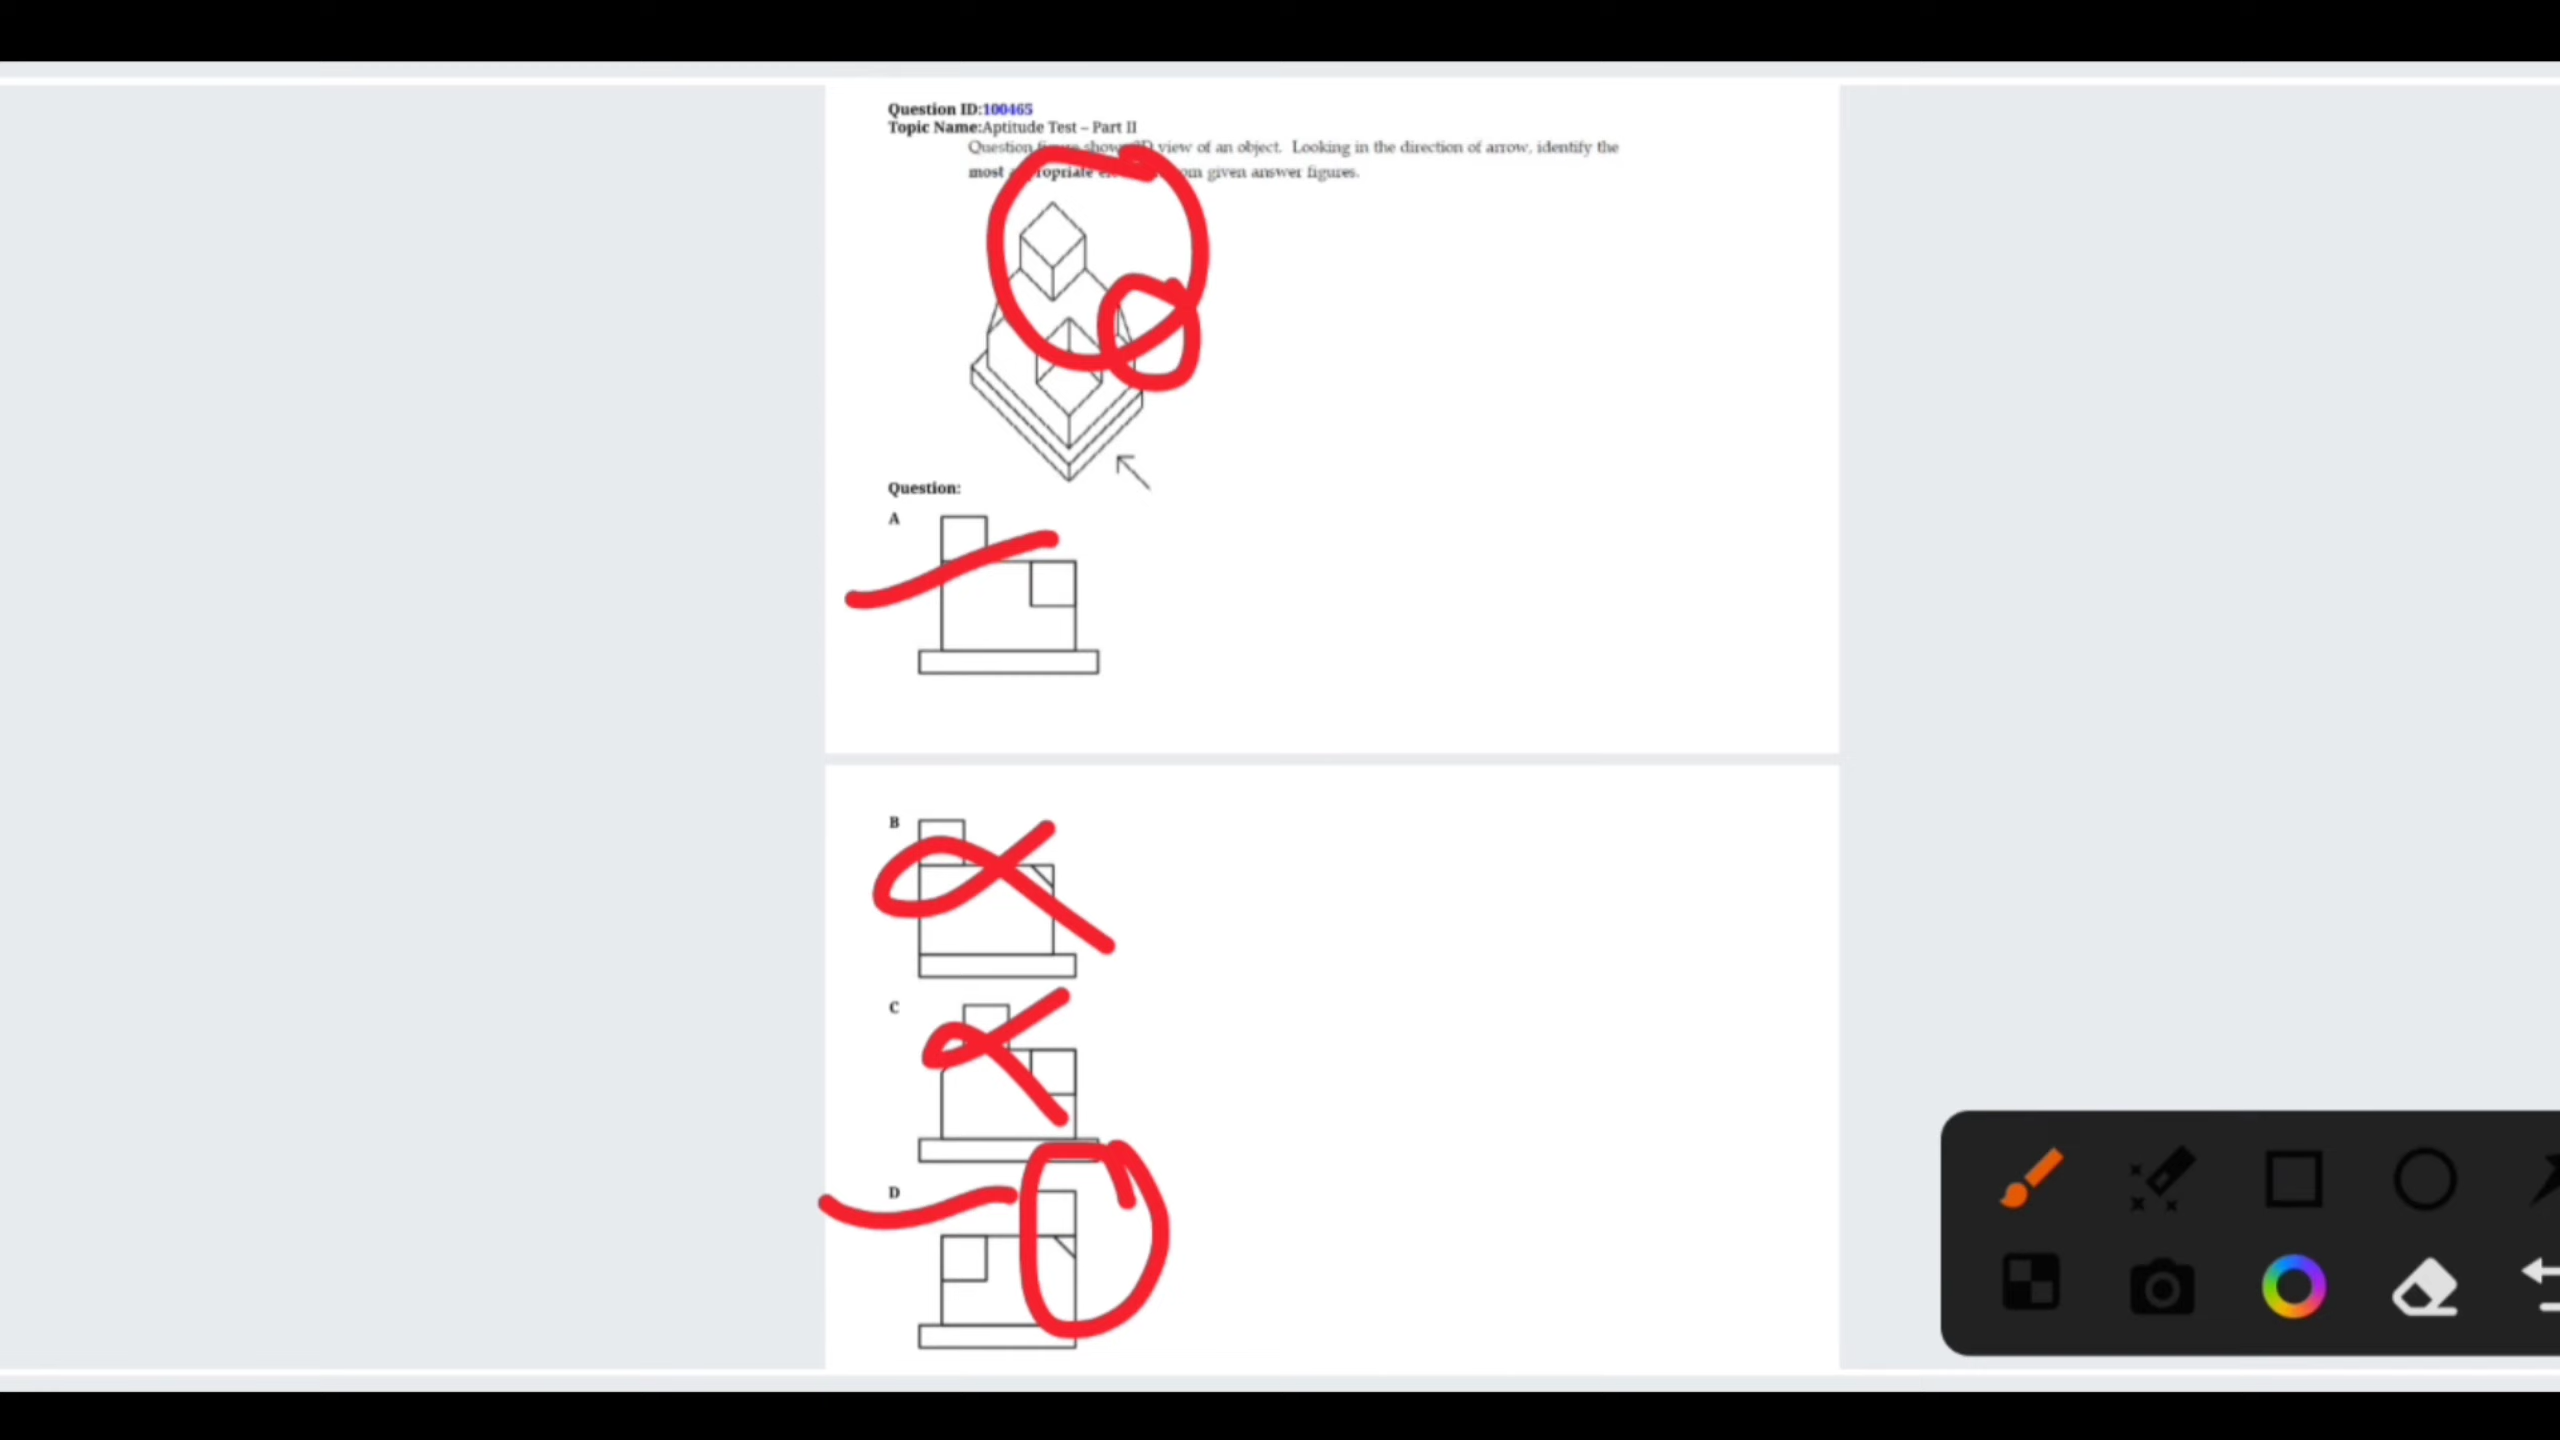 Question ID:100465
Topic Name:Aptitude Test – Part II
Question view of an object. Looking in the direction of arrow, identify the
most given answer figures.
Question:
A
B
C
D